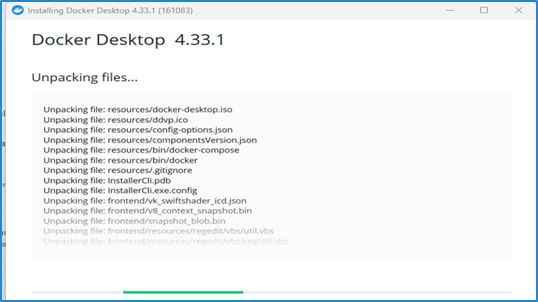 Installing Docker Desktop 4.33.1 (161083)
Docker Desktop 4.33.1
Unpacking files...
Unpacking file: resources/docker-desktop.iso
Unpacking file: resources/ddvp.ico
Unpacking file: resources/config-options.json
Unpacking file: resources/componentsVersion.json
Unpacking file: resources/bin/docker-compose
Unpacking file: resources/bin/docker
Unpacking file: resources/.gitignore
Unpacking file: InstallerCli.pdb
Unpacking file: InstallerCli.exe.config
Unpacking file: frontend/vk_swiftshader_icd.json
Unpacking file: frontend/v8_context_snapshot.bin
Unpacking file: frontend/snapshot_blob.bin
Unpacking file: frontend/resources/regedit/vbs/util.vbs
Unpacking file: frontend/resources/regedit/vbs/regUtil.vbs